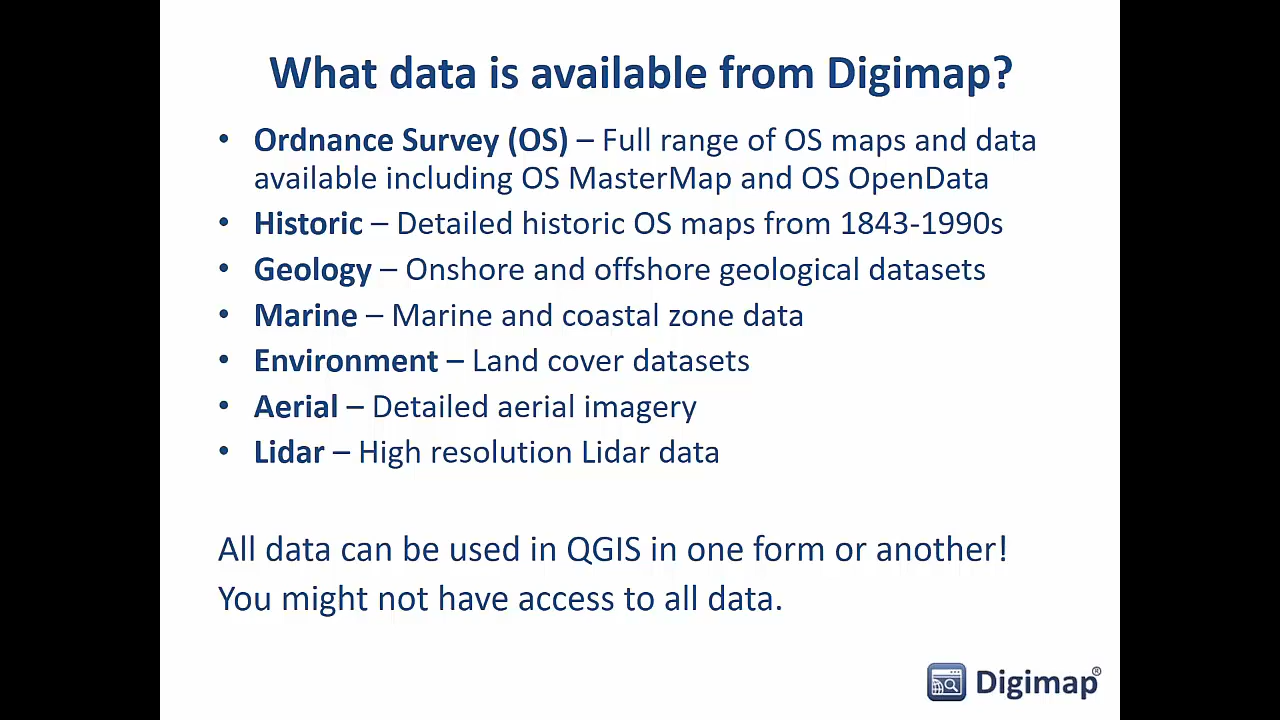 What data is available from Digimap?
• Ordnance Survey (OS) – Full range of OS maps and data
available including OS MasterMap and OS OpenData
• Historic – Detailed historic OS maps from 1843-1990s
• Geology – Onshore and offshore geological datasets
• Marine – Marine and coastal zone data
• Environment – Land cover datasets
• Aerial – Detailed aerial imagery
• Lidar – High resolution Lidar data
All data can be used in QGIS in one form or another!
You might not have access to all data.
Digimap®